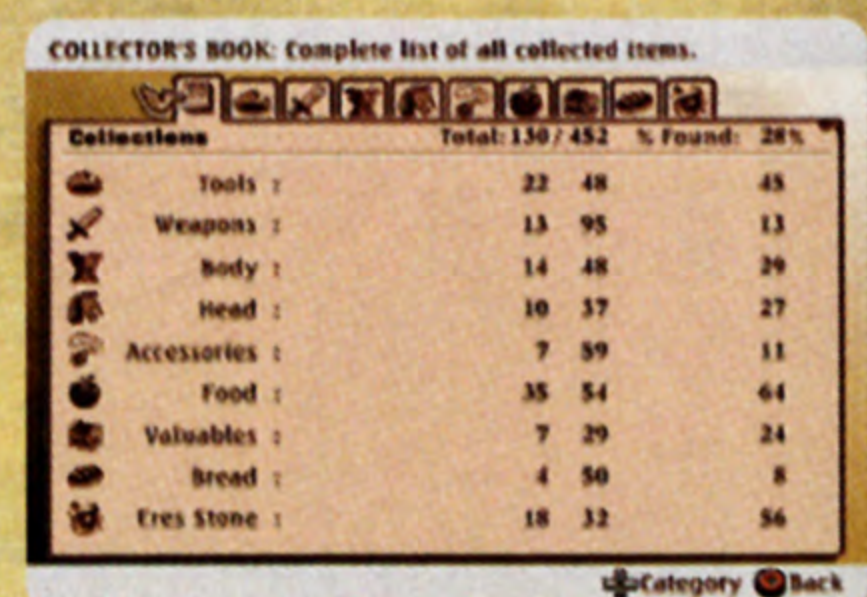 COLLECTOR'S BOOK: Complete list of all collected items.
Collections Total: 130 / 452 % Found: 28%
Tools : 22 48 45
Weapons : 13 95 13
Body : 14 48 29
Head : 10 37 27
Accessories : 7 59 11
Food : 35 54 64
Valuables : 7 29 24
Bread : 4 50 8
Eres Stone : 18 32 56
Category Back